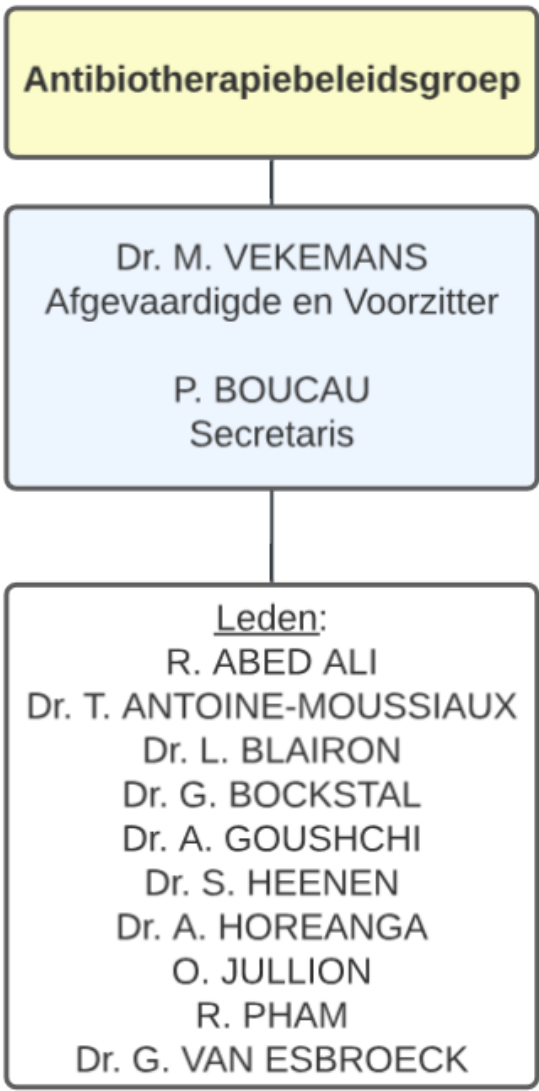 Antibiotherapiebeleidsgroep
Dr. M. VEKEMANS
Afgevaardigde en Voorzitter
P. BOUCAU
Secretaris
Leden:
R. ABED ALI
Dr. T. ANTOINE-MOUSSIAUX
Dr. L. BLAIRON
Dr. G. BOCKSTAL
Dr. A. GOUSHCHI
Dr. S. HEENEN
Dr. A. HOREANGA
O. JULLION
R. PHAM
Dr. G. VAN ESBROECK